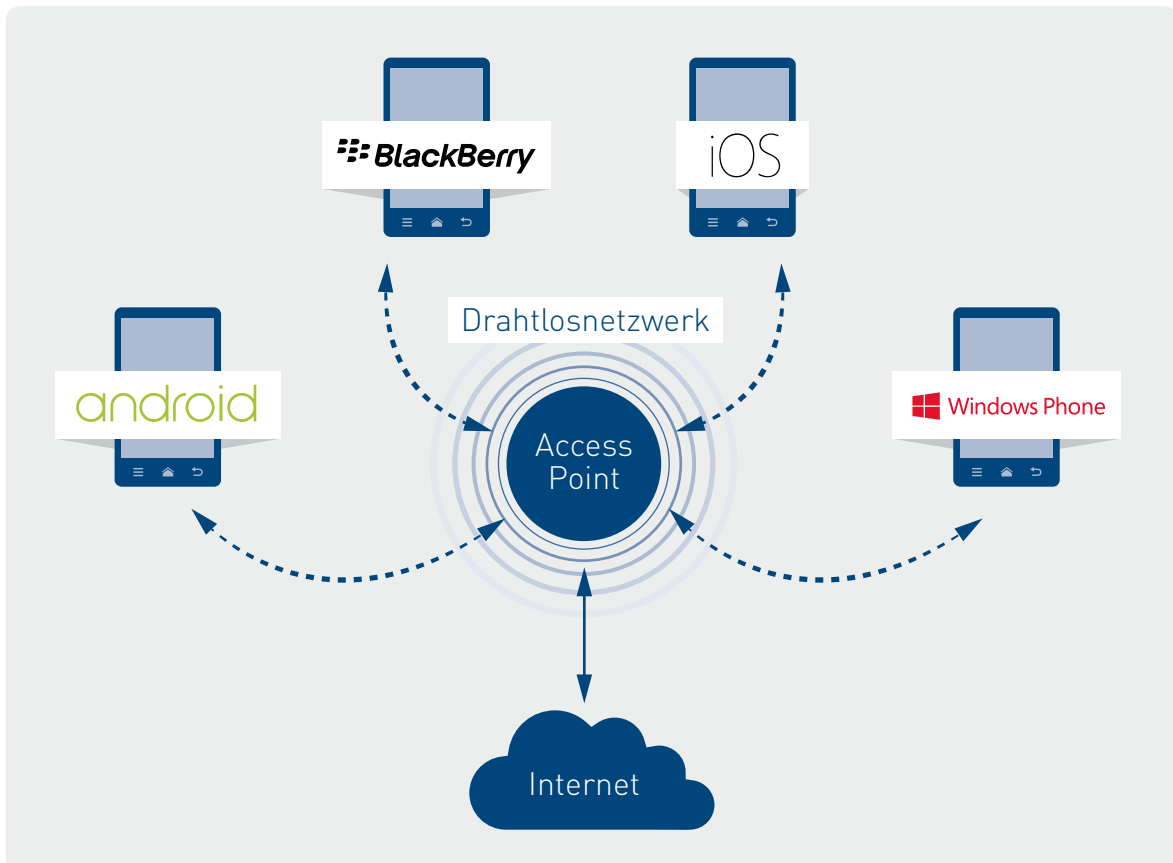 BlackBerry
iOS
Drahtlosnetzwerk
android
Windows Phone
Access
Point
Internet